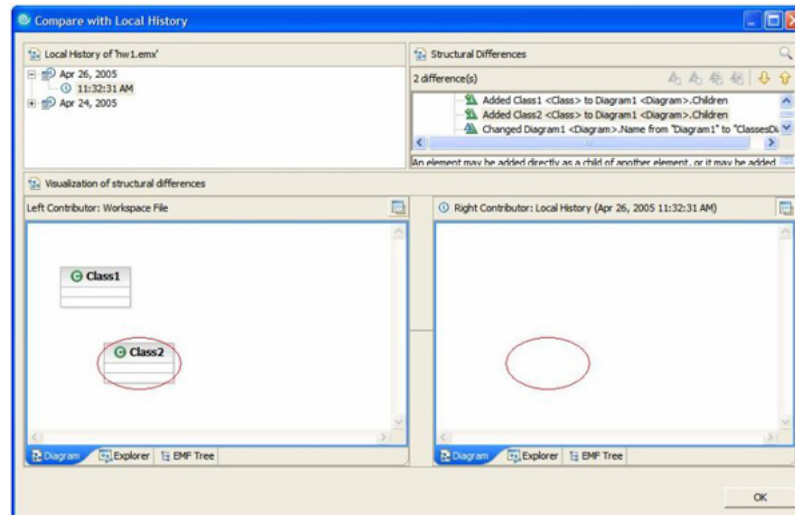 Compare with Local History
Local History of 'hw1.emx'
Apr 26, 2005
11:32:31 AM
Apr 24, 2005
Structural Differences
2 difference(s)
Added Class1 <Class> to Diagram1 <Diagram>.Children
Added Class2 <Class> to Diagram1 <Diagram>.Children
Changed Diagram1 <Diagram>.Name from "Diagram1" to "ClassesDi
An element may be added directly as a child of another element, or it may be added
Visualization of structural differences
Left Contributor: Workspace File
Right Contributor: Local History (Apr 26, 2005 11:32:31 AM)
Class1
Class2
Diagram Explorer EMF Tree
Diagram Explorer EMF Tree
OK